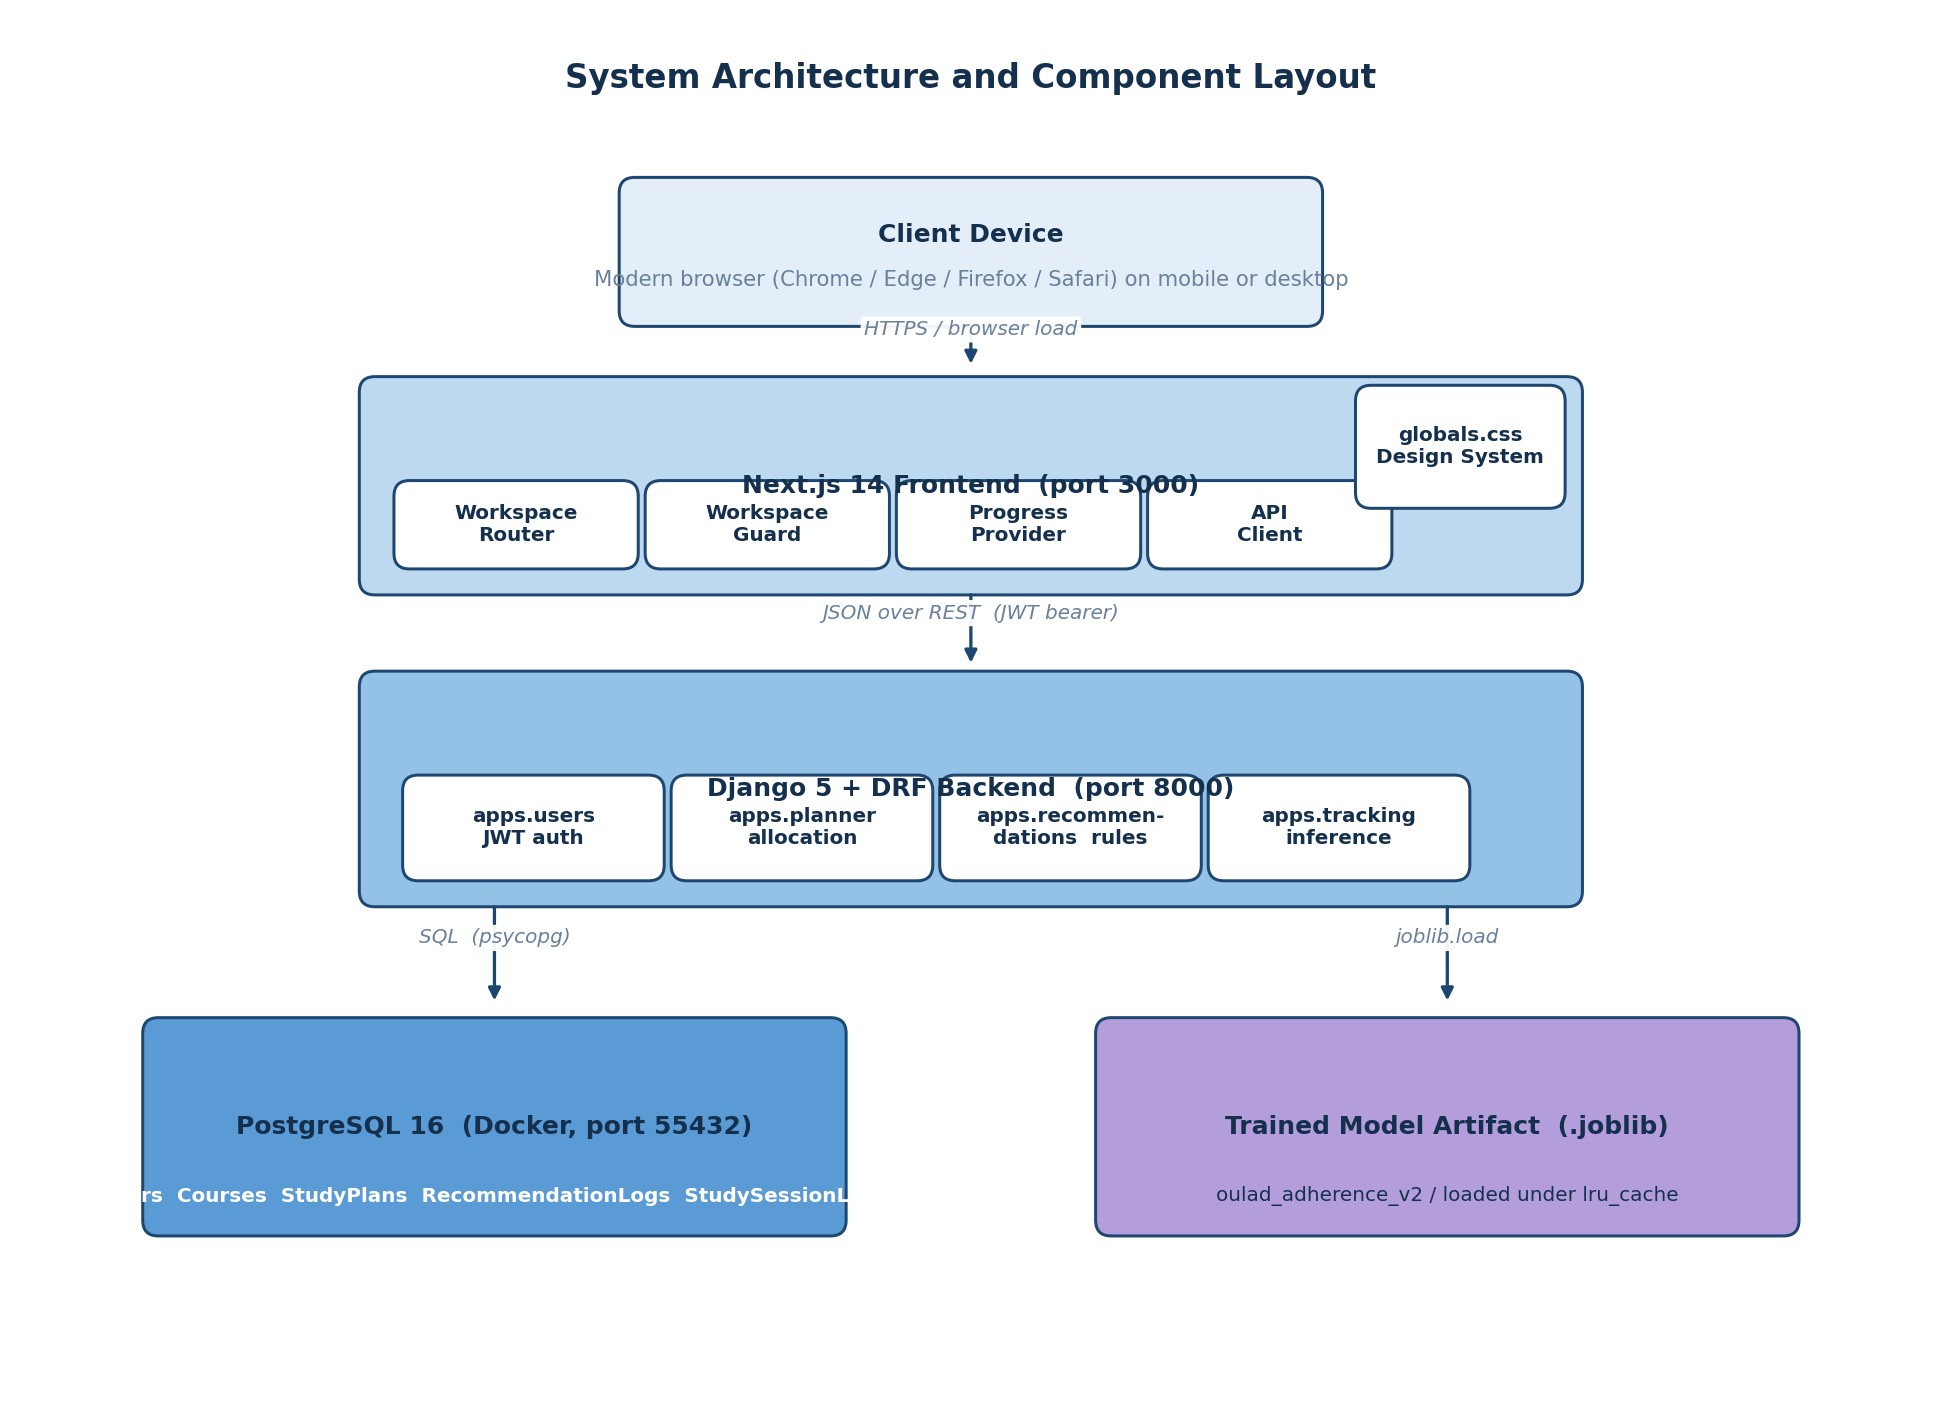 System Architecture and Component Layout
Client Device
Modern browser (Chrome / Edge / Firefox / Safari) on mobile or desktop
HTTPS / browser load
globals.css
Design System
Next.js 14 Frontend (port 3000)
Workspace
Router
Workspace
Guard
Progress
Provider
API
Client
JSON over REST (JWT bearer)
Django 5 + DRF Backend (port 8000)
apps.users
JWT auth
apps.planner
allocation
apps.recommen-
dations rules
apps.tracking
inference
SQL (psycopg)
joblib.load
PostgreSQL 16 (Docker, port 55432)
Courses StudyPlans RecommendationLogs
Trained Model Artifact (.joblib)
oulad_adherence_v2 / loaded under lru_cache